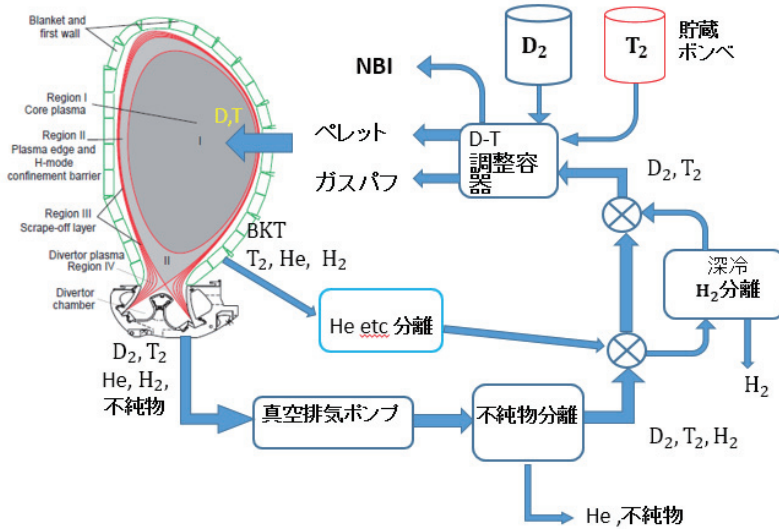 Blanket and
first wall
Region I
Core plasma
Region II
Plasma edge and
H-mode
confinement barrier
Region III
Scrape-off layer
Divertor plasma
Region IV
Divertor
chamber
I
II
D,T
D₂
T₂
貯蔵
ボンベ
NBI
ペレット
ガスパフ
D-T
調整容
器
D₂, T₂
BKT
T₂, He, H₂
深冷
H₂分離
H₂
He etc 分離
D₂, T₂
He, H₂,
不純物
真空排気ポンプ
不純物分離
D₂, T₂, H₂
He ,不純物